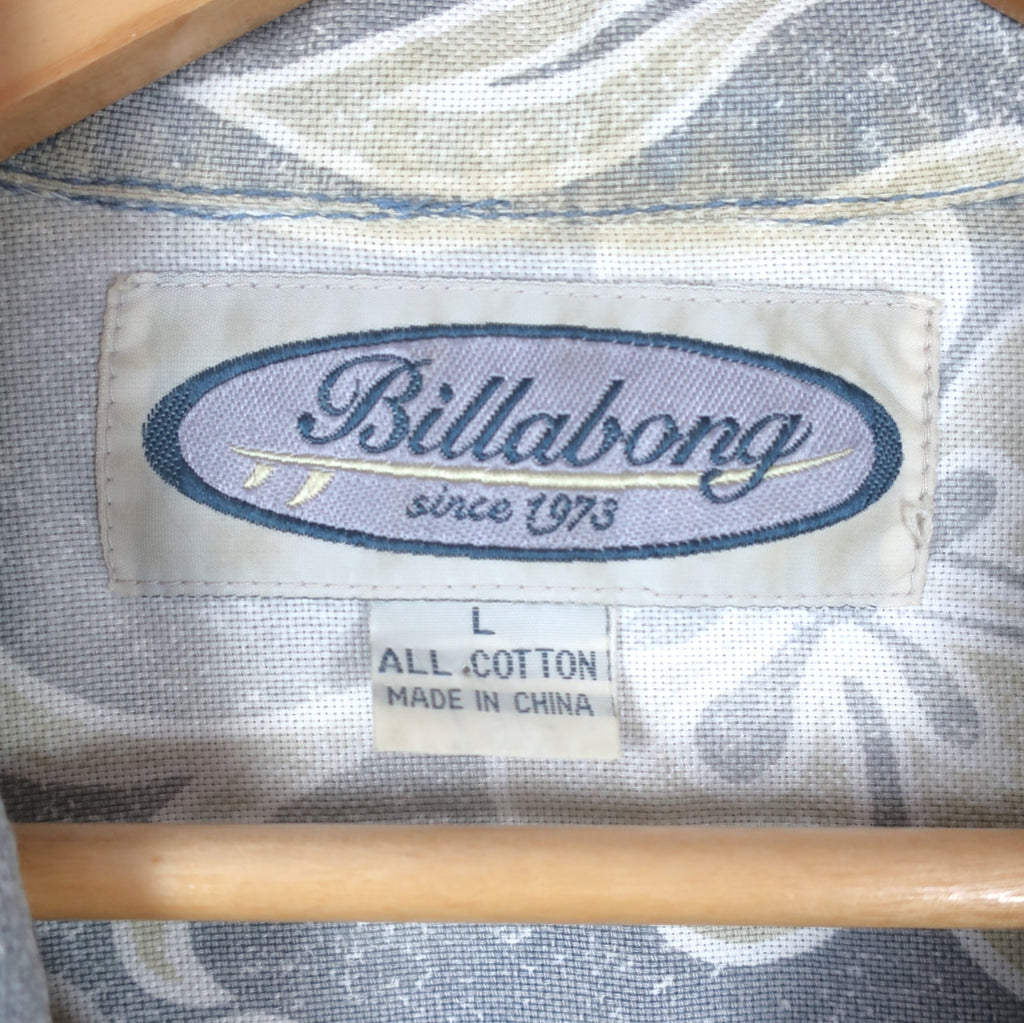 Billabong
since 1973
L
ALL COTTON
MADE IN CHINA